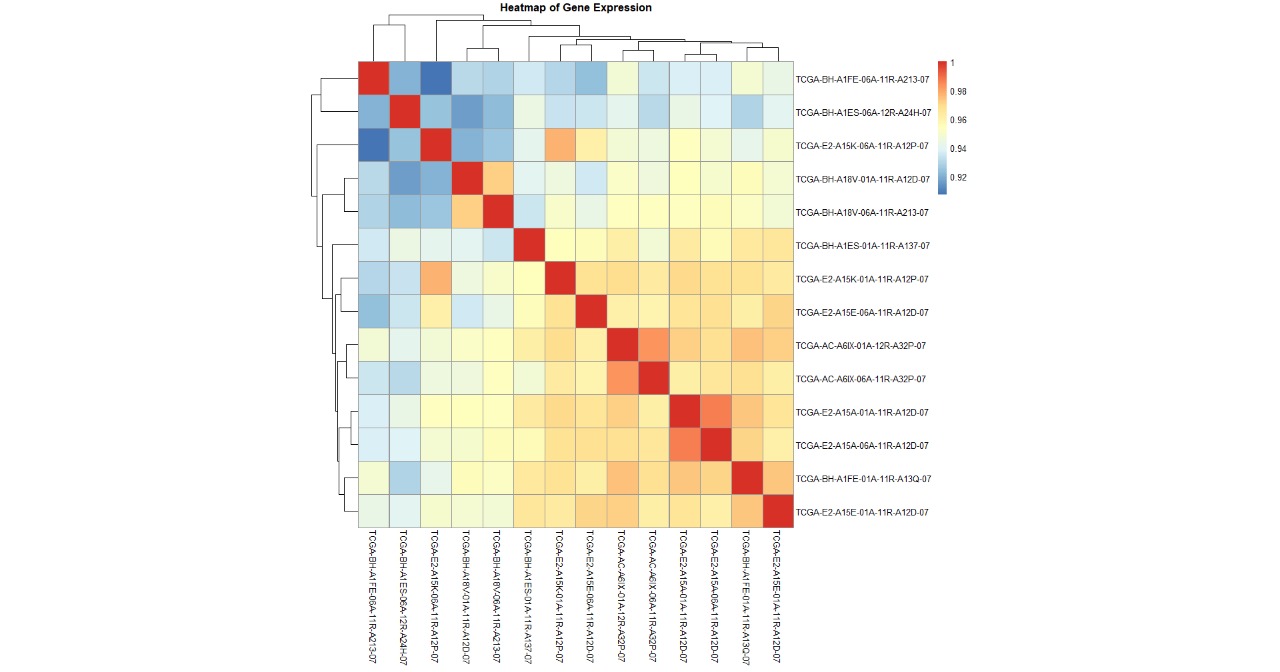 Heatmap of Gene Expression
TCGA-BH-A1FE-06A-11R-A213-07
TCGA-BH-A1ES-06A-12R-A24H-07
TCGA-E2-A15K-06A-11R-A12P-07
TCGA-BH-A18V-01A-11R-A12D-07
TCGA-BH-A18V-06A-11R-A213-07
TCGA-BH-A1ES-01A-11R-A137-07
TCGA-E2-A15K-01A-11R-A12P-07
TCGA-E2-A15E-06A-11R-A12D-07
TCGA-AC-A6IX-01A-12R-A32P-07
TCGA-AC-A6IX-06A-11R-A32P-07
TCGA-E2-A15A-01A-11R-A12D-07
TCGA-E2-A15A-06A-11R-A12D-07
TCGA-BH-A1FE-01A-11R-A13Q-07
TCGA-E2-A15E-01A-11R-A12D-07
1
0.98
0.96
0.94
0.92
TCGA-BH-A1FE-06A-11R-A213-07
TCGA-BH-A1ES-06A-12R-A24H-07
TCGA-E2-A15K-06A-11R-A12P-07
TCGA-BH-A18V-01A-11R-A12D-07
TCGA-BH-A18V-06A-11R-A213-07
TCGA-BH-A1ES-01A-11R-A137-07
TCGA-E2-A15K-01A-11R-A12P-07
TCGA-E2-A15E-06A-11R-A12D-07
TCGA-AC-A6IX-01A-12R-A32P-07
TCGA-AC-A6IX-06A-11R-A32P-07
TCGA-E2-A15A-01A-11R-A12D-07
TCGA-E2-A15A-06A-11R-A12D-07
TCGA-BH-A1FE-01A-11R-A13Q-07
TCGA-E2-A15E-01A-11R-A12D-07